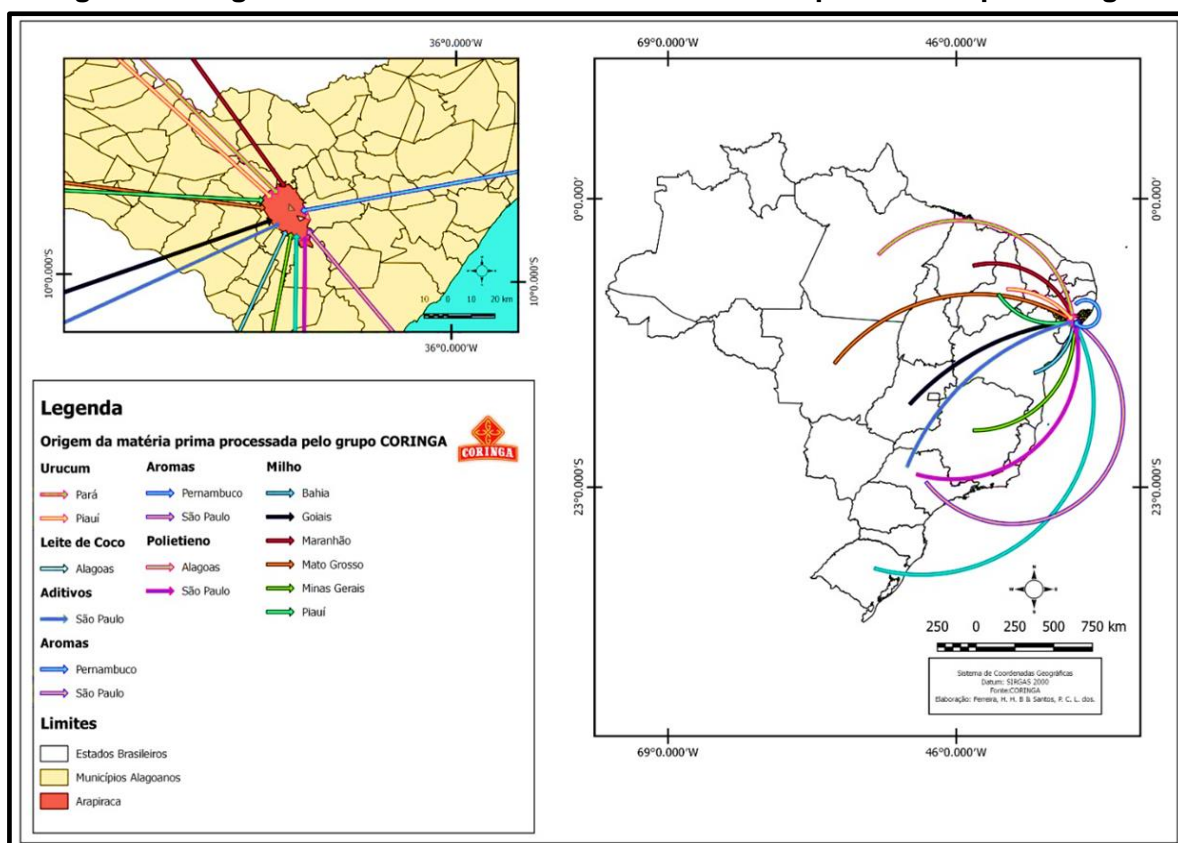 36°0.000'W
10°0.000'S
10°0.000'S
10 0 10 20 km
36°0.000'W
69°0.000'W
46°0.000'W
0°0.000'
0°0.000'
23°0.000'S
23°0.000'S
250 0 250 500 750 km
Sistema de Coordenadas Geográficas
Datum: SIRGAS 2000
Fonte:CORINGA
Elaboração: Ferreira, H. H. B & Santos, P. C. L. dos.
69°0.000'W
46°0.000'W
Legenda
Origem da matéria prima processada pelo grupo CORINGA
CORINGA
Urucum
Pará
Piauí
Leite de Coco
Alagoas
Aditivos
São Paulo
Aromas
Pernambuco
São Paulo
Aromas
Pernambuco
São Paulo
Polietieno
Alagoas
São Paulo
Milho
Bahia
Goiais
Maranhão
Mato Grosso
Minas Gerais
Piauí
Limites
Estados Brasileiros
Municípios Alagoanos
Arapiraca